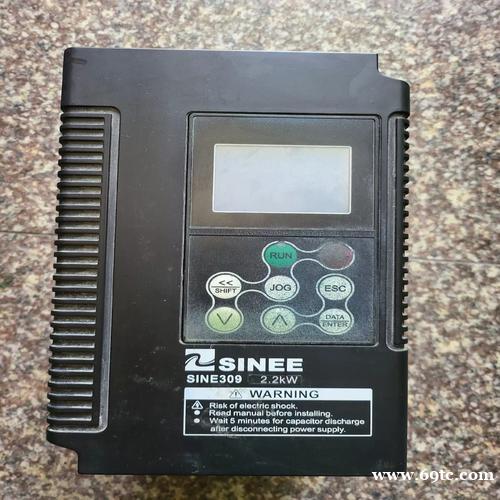 RUN
<<
SHIFT
JOG
ESC
DATA
ENTER
SINEE
SINE309 2.2kW
WARNING
Risk of electric shock.
Read manual before installing.
Wait 5 minutes for capacitor discharge
after disconnecting power supply.
www.69tc.com